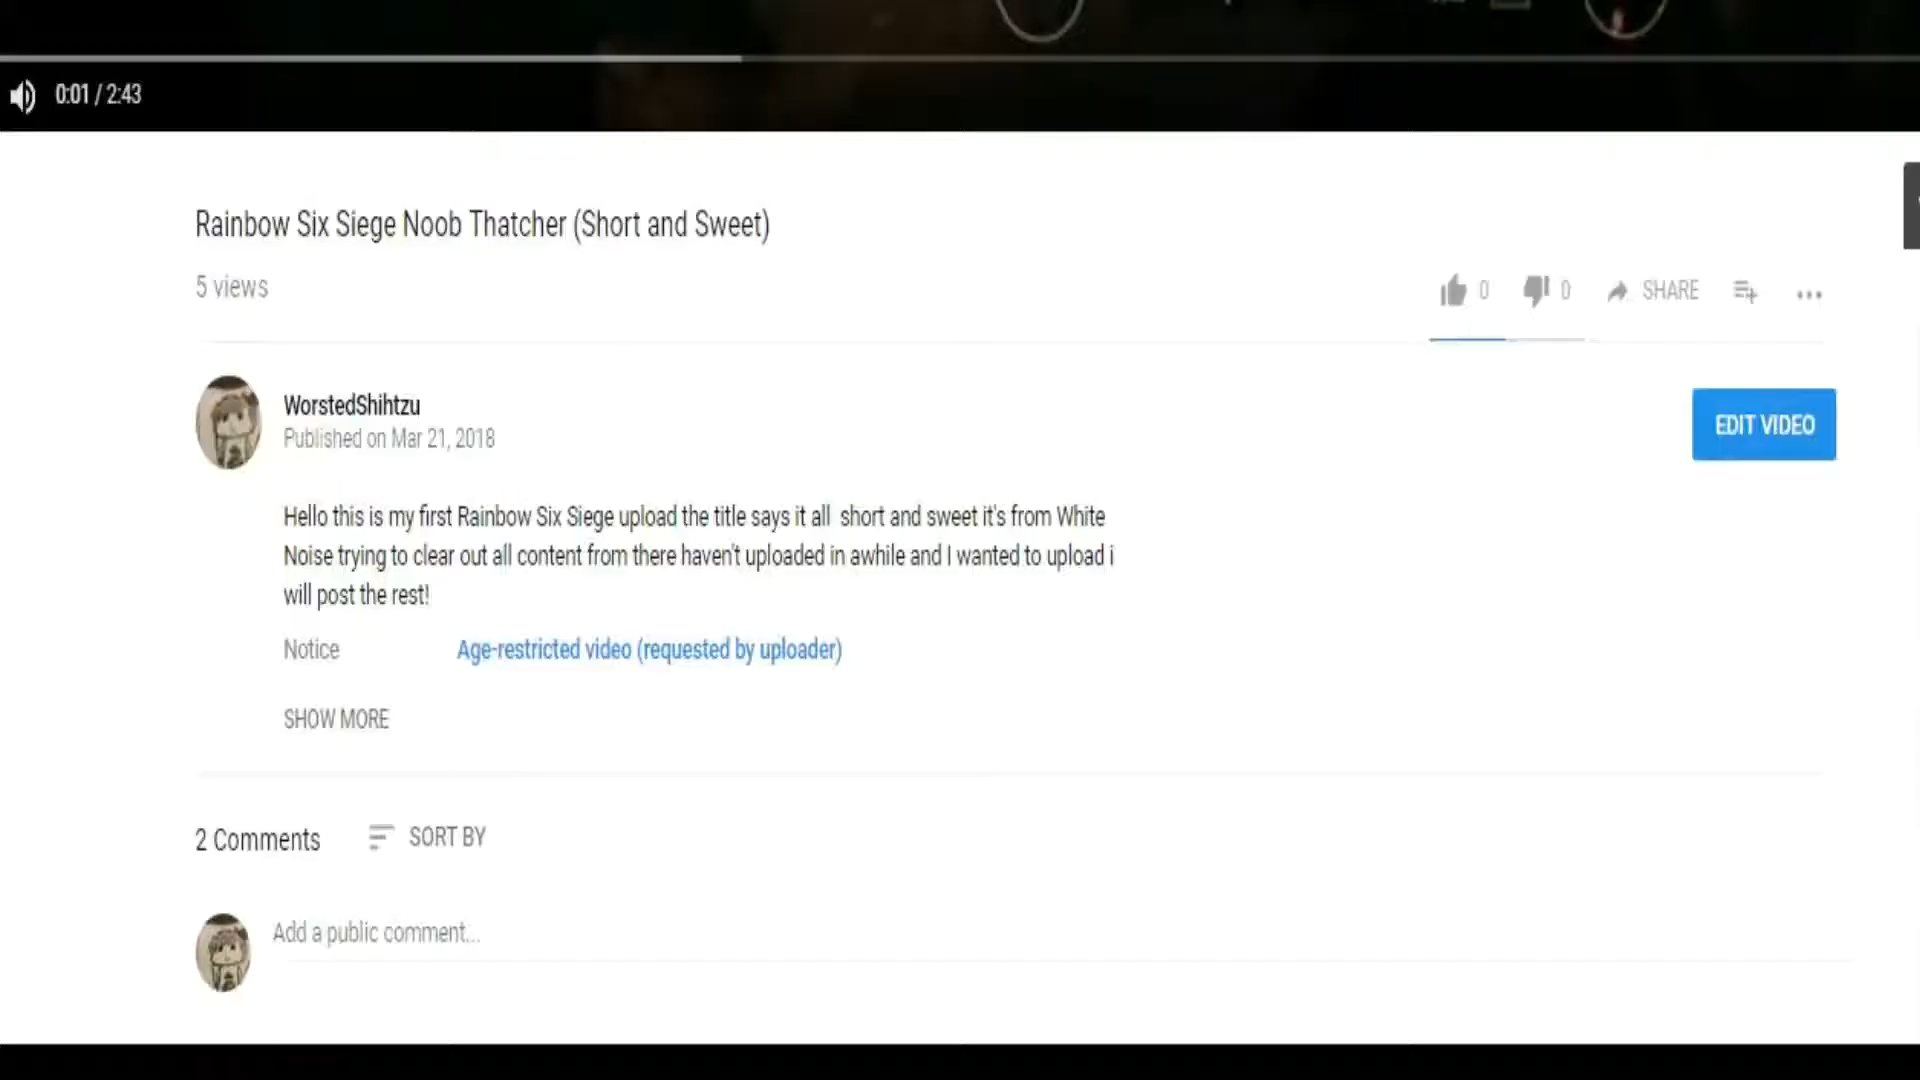 0:01 / 2:43
Rainbow Six Siege Noob Thatcher (Short and Sweet)
5 views
0
0
SHARE
WorstedShihtzu
Published on Mar 21, 2018
EDIT VIDEO
Hello this is my first Rainbow Six Siege upload the title says it all  short and sweet it's from White
Noise trying to clear out all content from there haven't uploaded in awhile and I wanted to upload i
will post the rest!
Notice Age-restricted video (requested by uploader)
SHOW MORE
2 Comments SORT BY
Add a public comment...